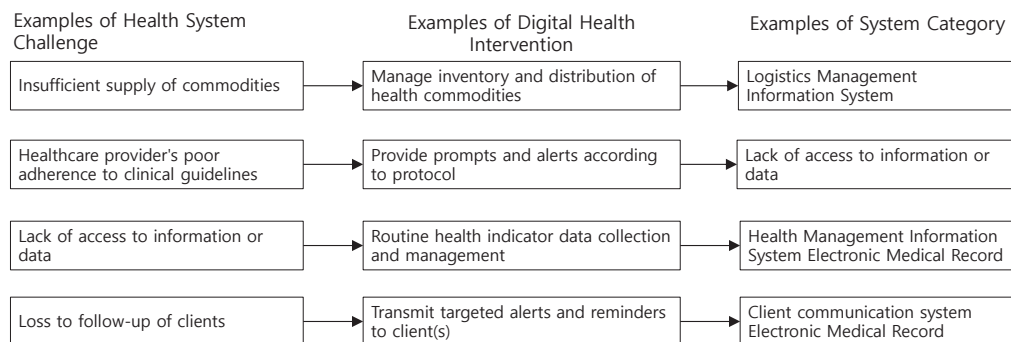 Examples of Health System
Challenge
Examples of Digital Health
Intervention
Examples of System Category
Insufficient supply of commodities
Manage inventory and distribution of
health commodities
Logistics Management
Information System
Healthcare provider's poor
adherence to clinical guidelines
Provide prompts and alerts according
to protocol
Lack of access to information or
data
Lack of access to information or
data
Routine health indicator data collection
and management
Health Management Information
System Electronic Medical Record
Loss to follow-up of clients
Transmit targeted alerts and reminders
to client(s)
Client communication system
Electronic Medical Record